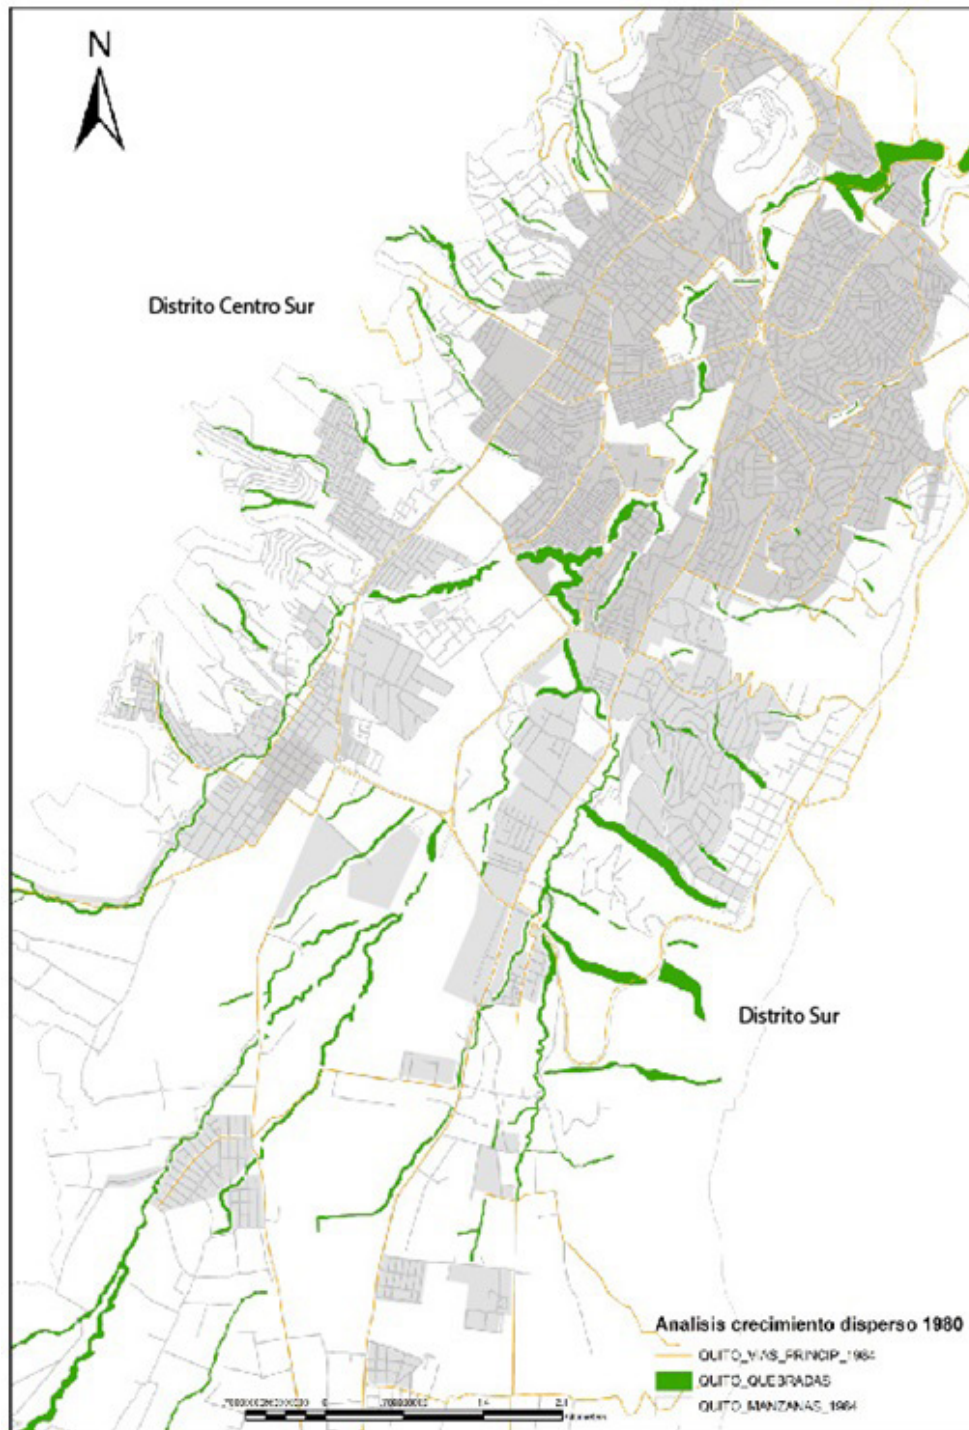 N
Distrito Centro Sur
Distrito Sur
Analisis crecimiento disperso 1980
QUITO_VIAS_PRINCIP_1984
QUITO_QUEBRADAS
QUITO_MANZANAS_1984